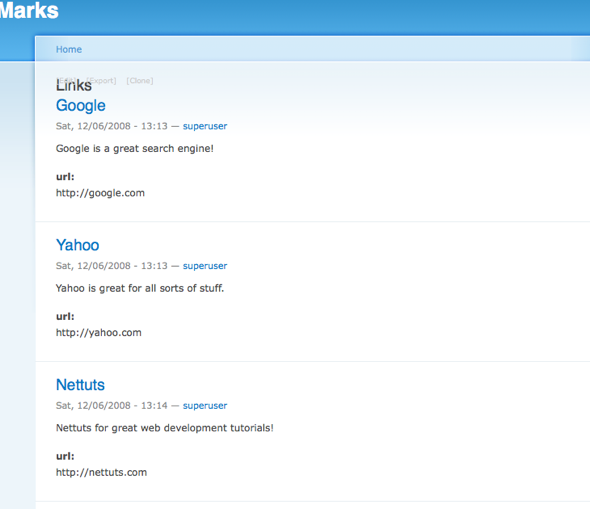 Marks
Home
[Edit] [Export] [Clone]
Links
Google
Sat, 12/06/2008 - 13:13 — superuser
Google is a great search engine!
url:
http://google.com
Yahoo
Sat, 12/06/2008 - 13:13 — superuser
Yahoo is great for all sorts of stuff.
url:
http://yahoo.com
Nettuts
Sat, 12/06/2008 - 13:14 — superuser
Nettuts for great web development tutorials!
url:
http://nettuts.com